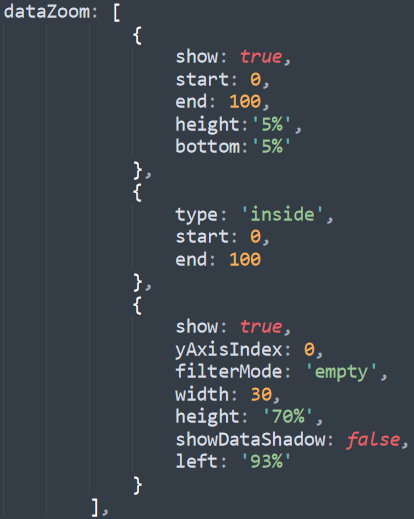 dataZoom: [
{
show: true,
start: 0,
end: 100,
height:'5%',
bottom:'5%'
},
{
type: 'inside',
start: 0,
end: 100
},
{
show: true,
yAxisIndex: 0,
filterMode: 'empty',
width: 30,
height: '70%',
showDataShadow: false,
left: '93%'
}
],